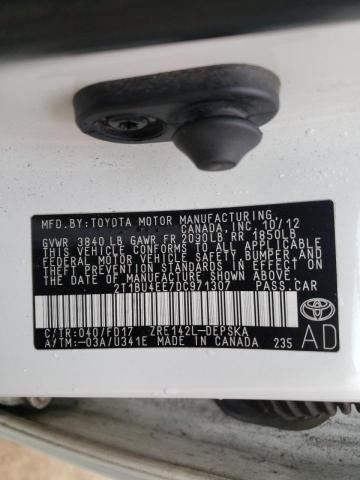 MFD.BY:TOYOTA MOTOR MANUFACTURING
CANADA, INC. 10/12
GVWR 3840 LB GAWR FR 2090LB RR 1850LB
THIS VEHICLE CONFORMS TO ALL APPLICABLE
FEDERAL MOTOR VEHICLE SAFETY, BUMPER, AND
THEFT PREVENTION STANDARDS IN EFFECT ON
THE DATE OF MANUFACTURE SHOWN ABOVE.
2T1BU4EE7DC971307 PASS.CAR
C/TR:040/FD17 ZRE142L-DEPSKA
A/TM:-03A/U341E MADE IN CANADA 235
AD
TOYOTA